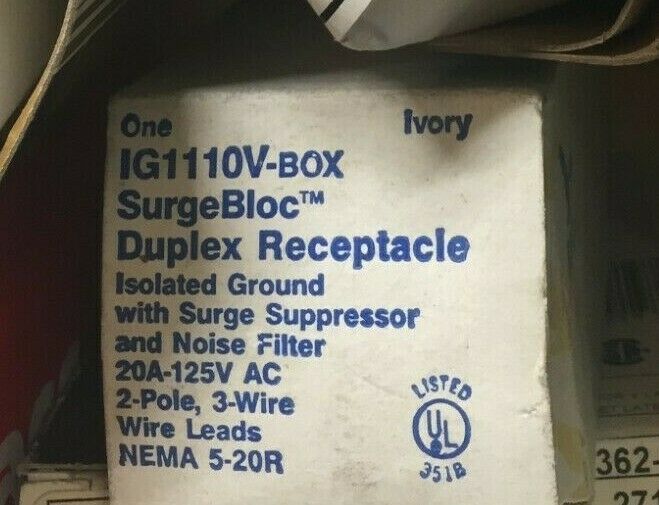 One Ivory
IG1110V-BOX
SurgeBloc™
Duplex Receptacle
Isolated Ground
with Surge Suppressor
and Noise Filter
20A-125V AC
2-Pole, 3-Wire
Wire Leads
NEMA 5-20R
LISTED
UL
351B
362-
271